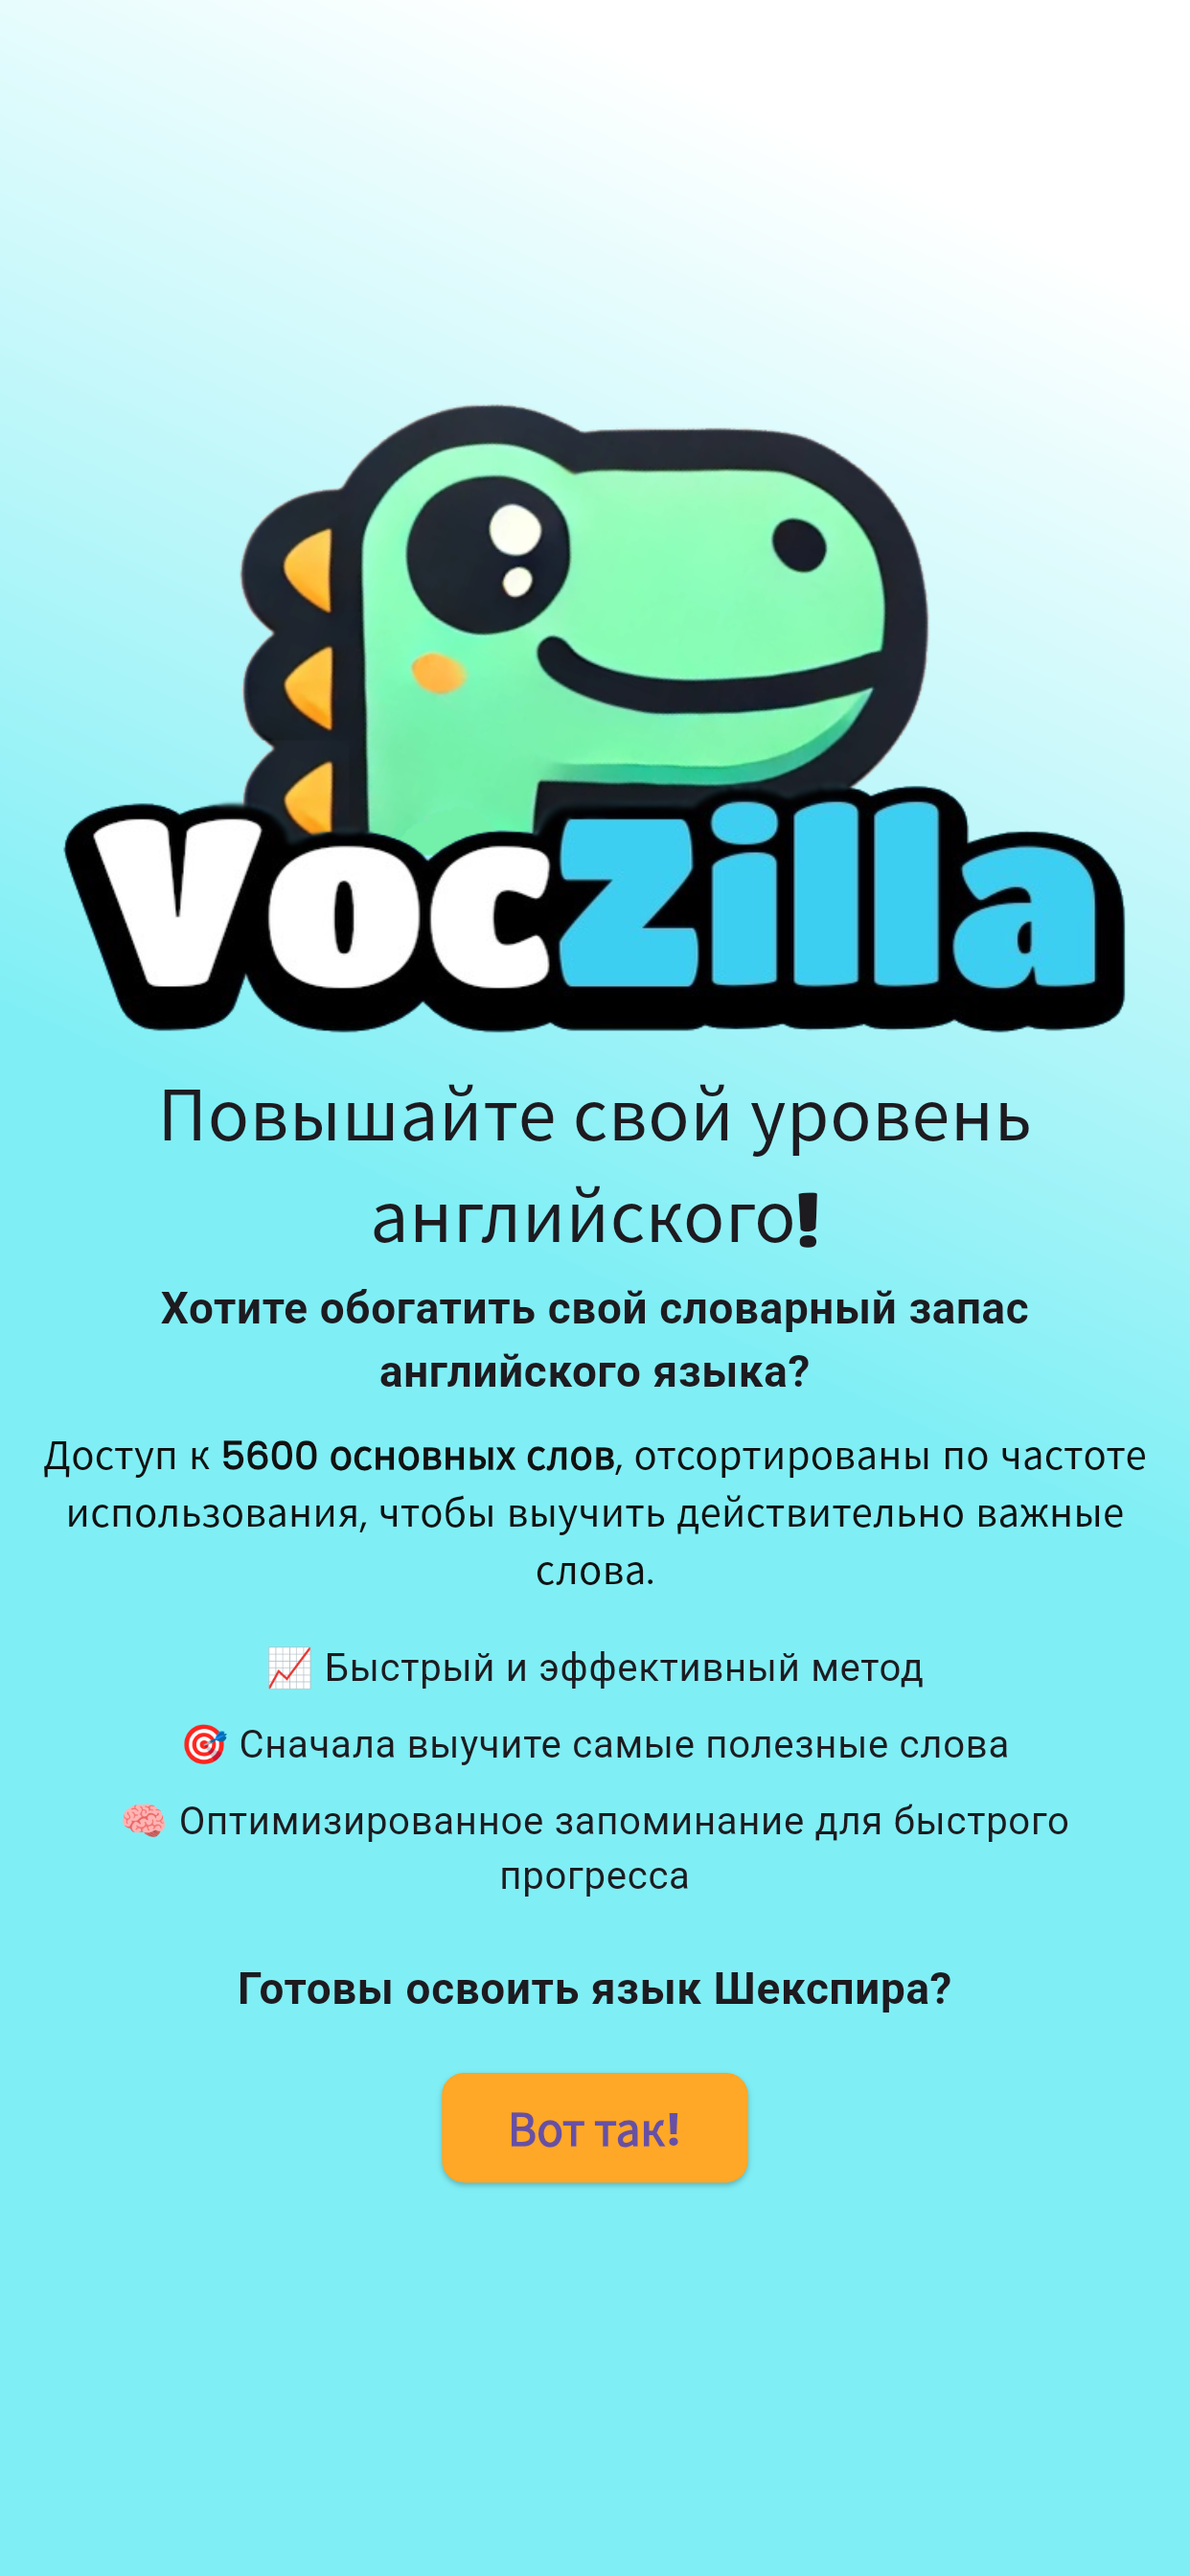 VocZilla
Повышайте свой уровень
английского!
Хотите обогатить свой словарный запас
английского языка?
Доступ к 5600 основных слов, отсортированы по частоте
использования, чтобы выучить действительно важные
слова.
📈 Быстрый и эффективный метод
🎯 Сначала выучите самые полезные слова
🧠 Оптимизированное запоминание для быстрого
прогресса
Готовы освоить язык Шекспира?
Вот так!